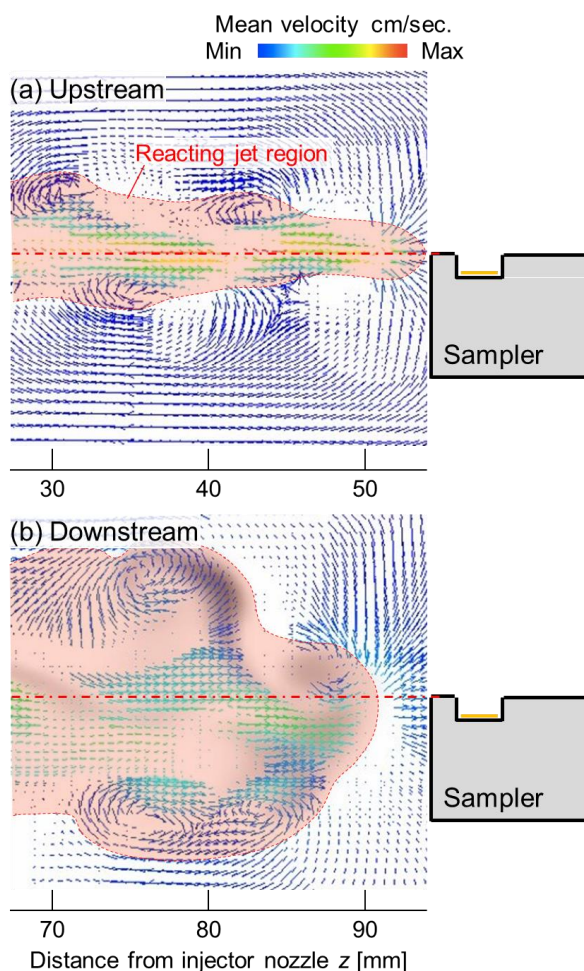 Mean velocity cm/sec.
Min Max
(a) Upstream
Reacting jet region
Sampler
30 40 50
(b) Downstream
Sampler
70 80 90
Distance from injector nozzle z [mm]